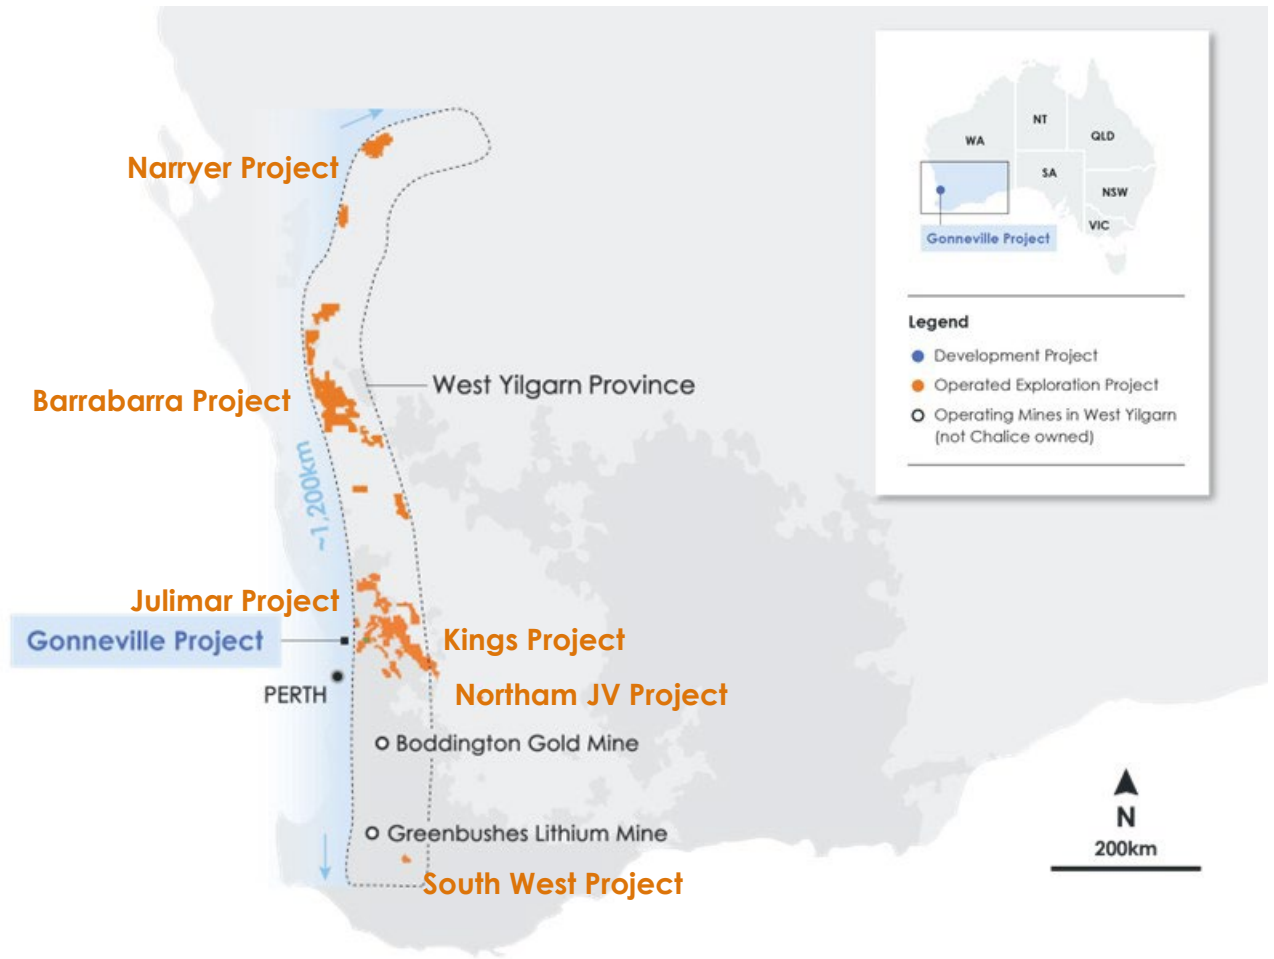 Narryer Project
Barrabarra Project
West Yilgarn Province
~1,200km
Julimar Project
Gonneville Project
Kings Project
PERTH
Northam JV Project
Boddington Gold Mine
Greenbushes Lithium Mine
South West Project
WA
NT
QLD
SA
NSW
VIC
Gonneville Project
Legend
Development Project
Operated Exploration Project
Operating Mines in West Yilgarn
(not Chalice owned)
N
200km